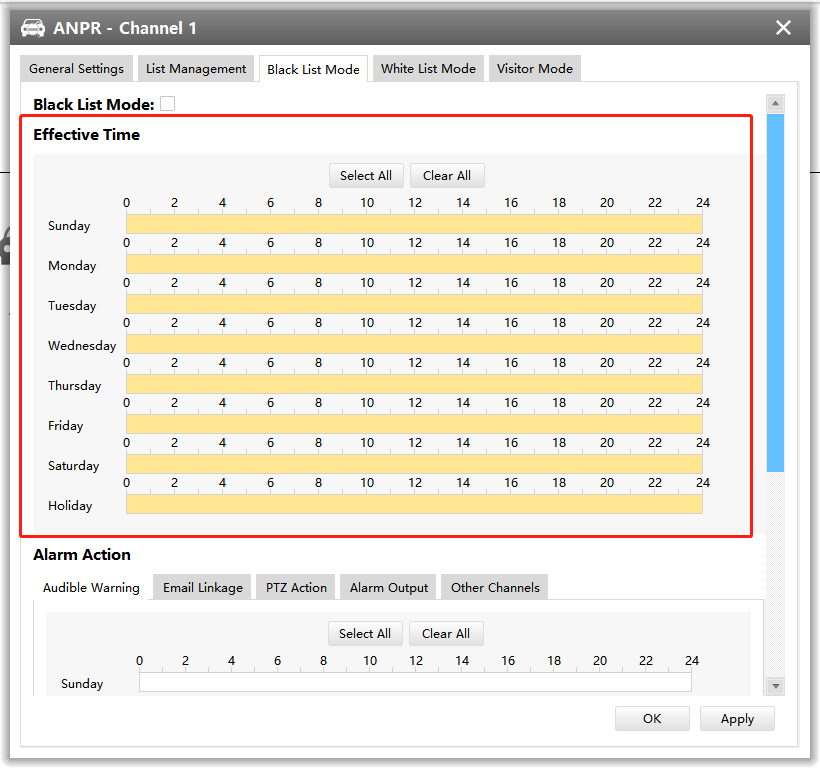 ANPR - Channel 1
General Settings List Management Black List Mode White List Mode Visitor Mode
Black List Mode:
Effective Time
Select All Clear All
0 2 4 6 8 10 12 14 16 18 20 22 24
Sunday
0 2 4 6 8 10 12 14 16 18 20 22 24
Monday
0 2 4 6 8 10 12 14 16 18 20 22 24
Tuesday
0 2 4 6 8 10 12 14 16 18 20 22 24
Wednesday
0 2 4 6 8 10 12 14 16 18 20 22 24
Thursday
0 2 4 6 8 10 12 14 16 18 20 22 24
Friday
0 2 4 6 8 10 12 14 16 18 20 22 24
Saturday
0 2 4 6 8 10 12 14 16 18 20 22 24
Holiday
Alarm Action
Audible Warning Email Linkage PTZ Action Alarm Output Other Channels
Select All Clear All
0 2 4 6 8 10 12 14 16 18 20 22 24
Sunday
OK Apply